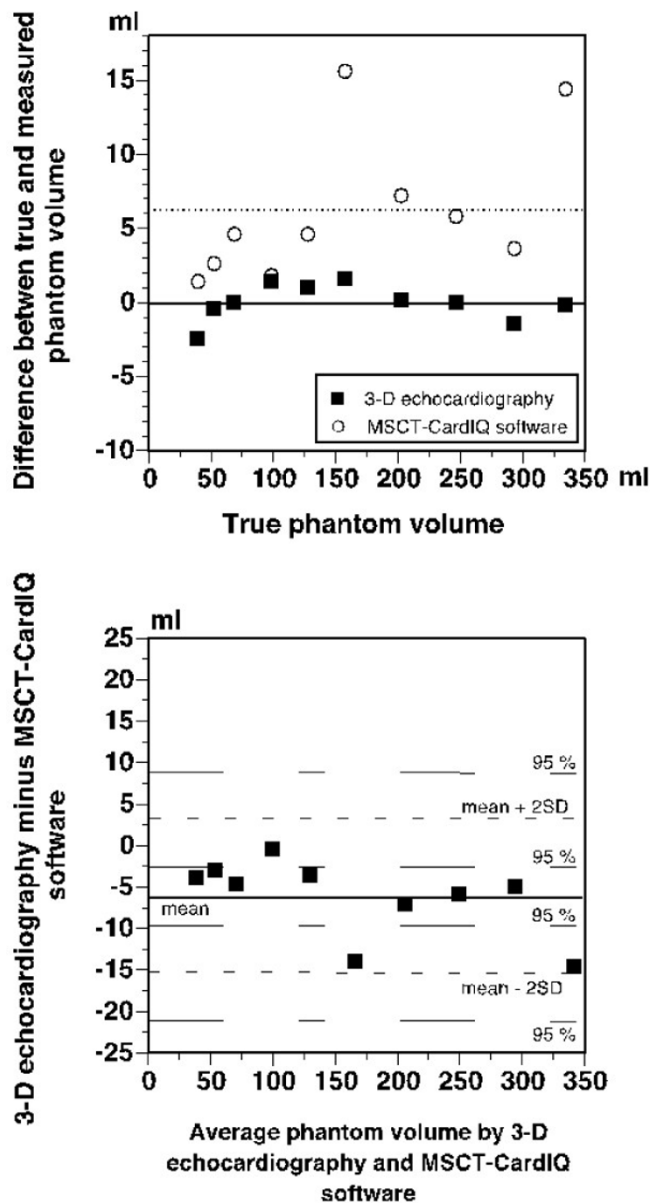 ml
Difference betwen true and measured
phantom volume
15
10
5
0
-5
-10
3-D echocardiography
MSCT-CardIQ software
0 50 100 150 200 250 300 350 ml
True phantom volume
ml
3-D echocardiography minus MSCT-CardIQ
software
25
20
15
10
5
0
-5
-10
-15
-20
-25
95 %
mean + 2SD
95 %
mean
95 %
mean - 2SD
95 %
0 50 100 150 200 250 300 350
Average phantom volume by 3-D
echocardiography and MSCT-CardIQ
software